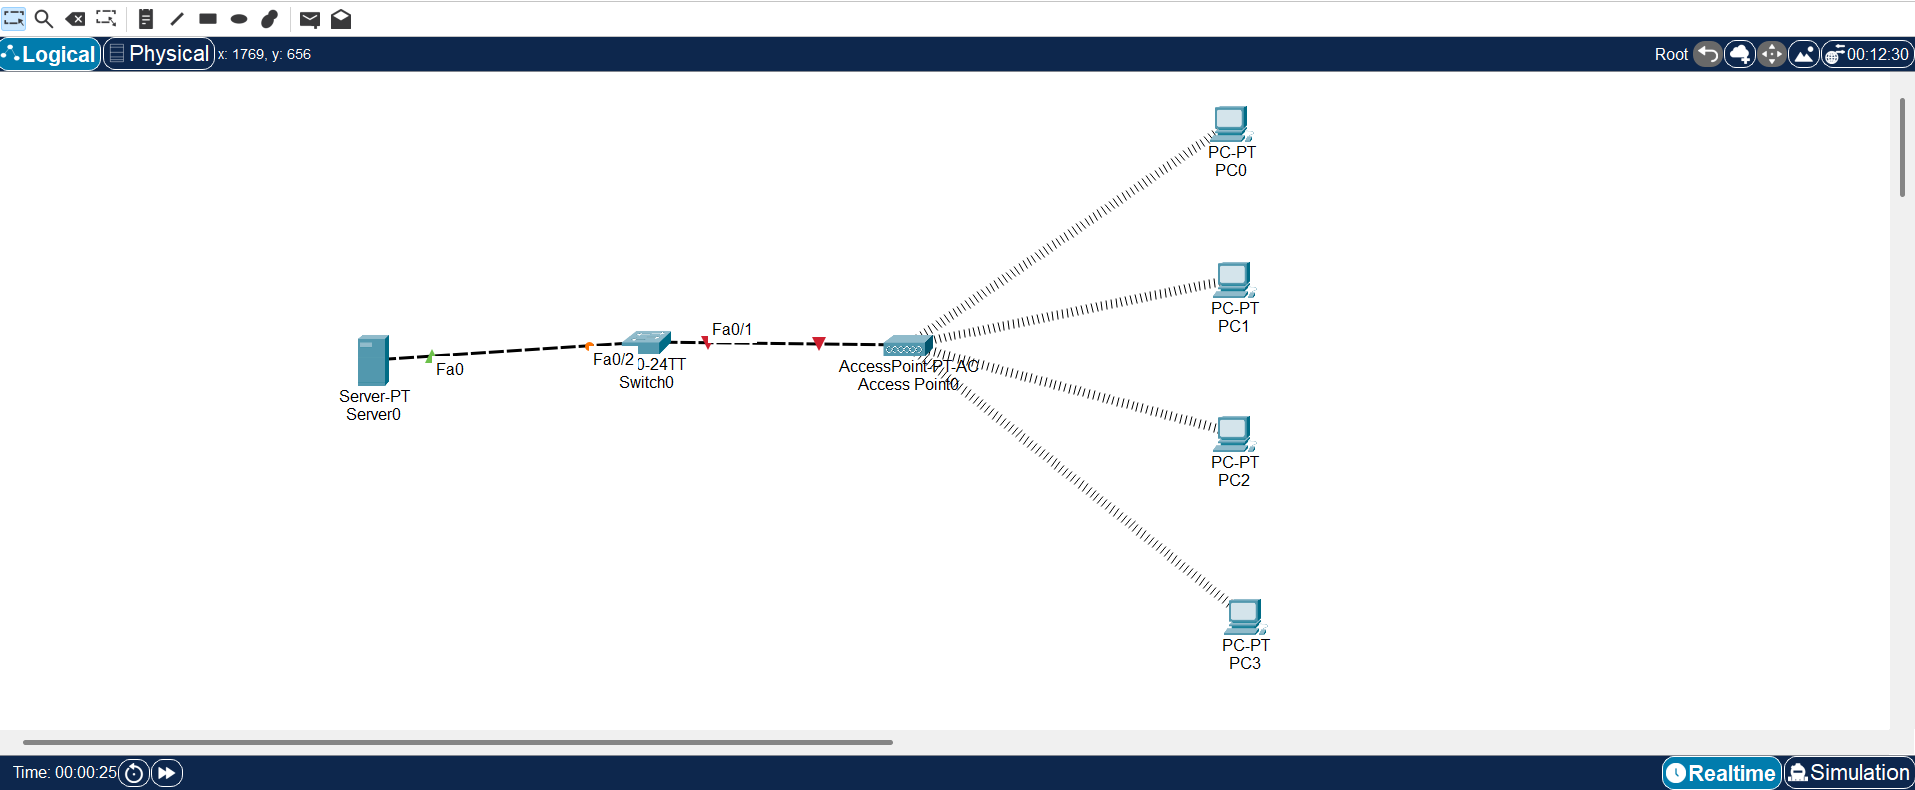 Logical Physical x: 1769, y: 656 Root 00:12:30
PC-PT
PC0
PC-PT
PC1
Fa0/1
Fa0/2 0-24TT
Switch0
Fa0
AccessPoint-PT-AC
Access Point0
Server-PT
Server0
PC-PT
PC2
PC-PT
PC3
Time: 00:00:25 Realtime Simulation